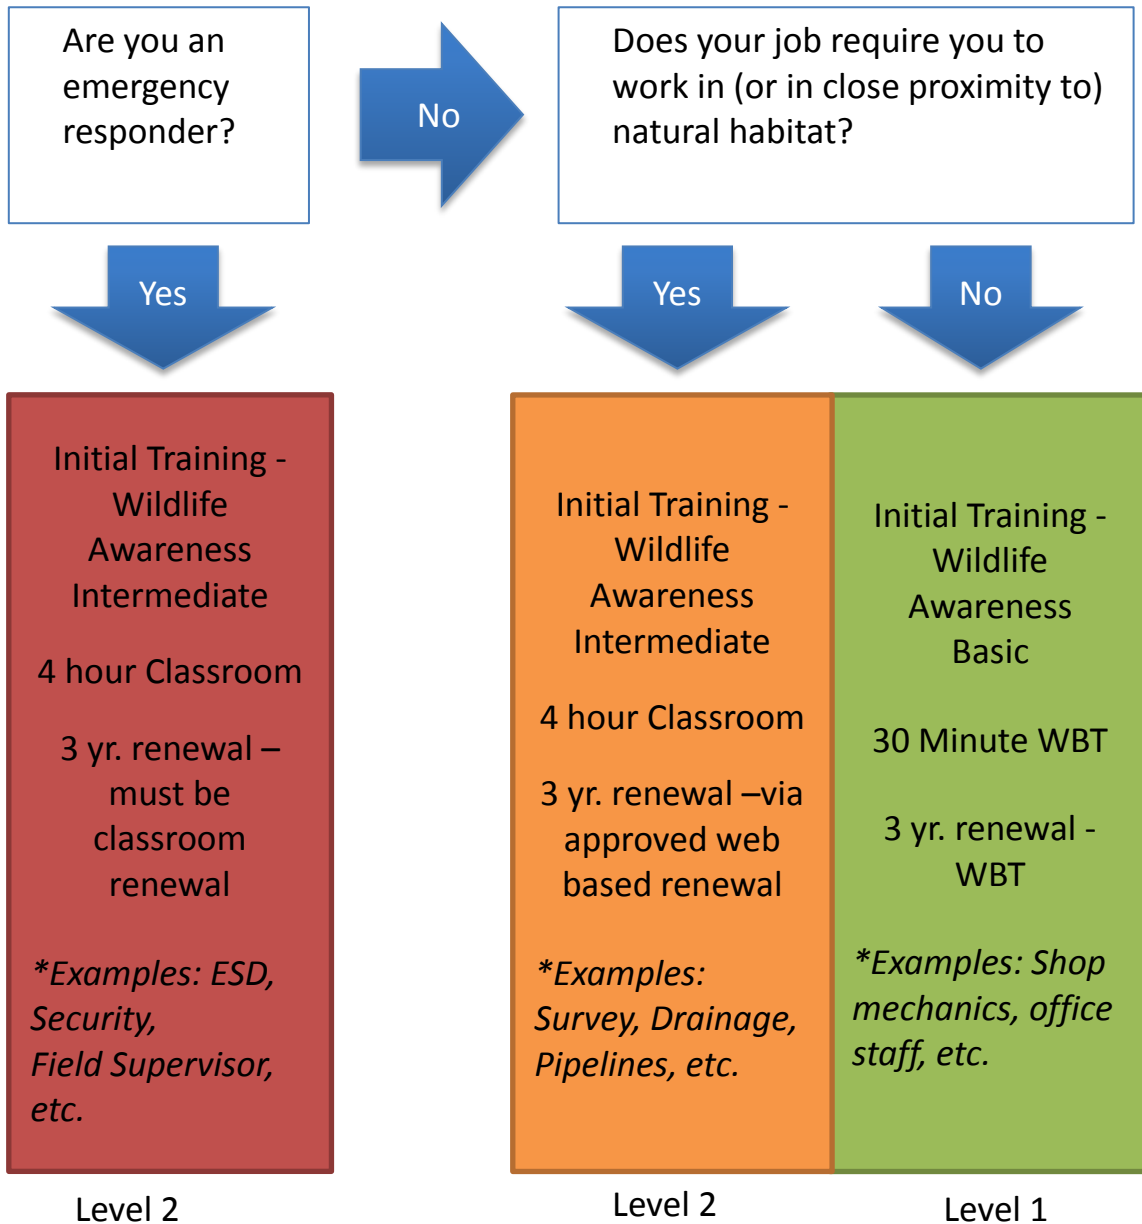 Are you an
emergency
responder?
No
Does your job require you to
work in (or in close proximity to)
natural habitat?
Yes
Yes
No
Initial Training -
Wildlife
Awareness
Intermediate
4 hour Classroom
3 yr. renewal –
must be
classroom
renewal
*Examples: ESD,
Security,
Field Supervisor,
etc.
Level 2
Initial Training -
Wildlife
Awareness
Intermediate
4 hour Classroom
3 yr. renewal –via
approved web
based renewal
*Examples:
Survey, Drainage,
Pipelines, etc.
Level 2
Initial Training -
Wildlife
Awareness
Basic
30 Minute WBT
3 yr. renewal -
WBT
*Examples: Shop
mechanics, office
staff, etc.
Level 1